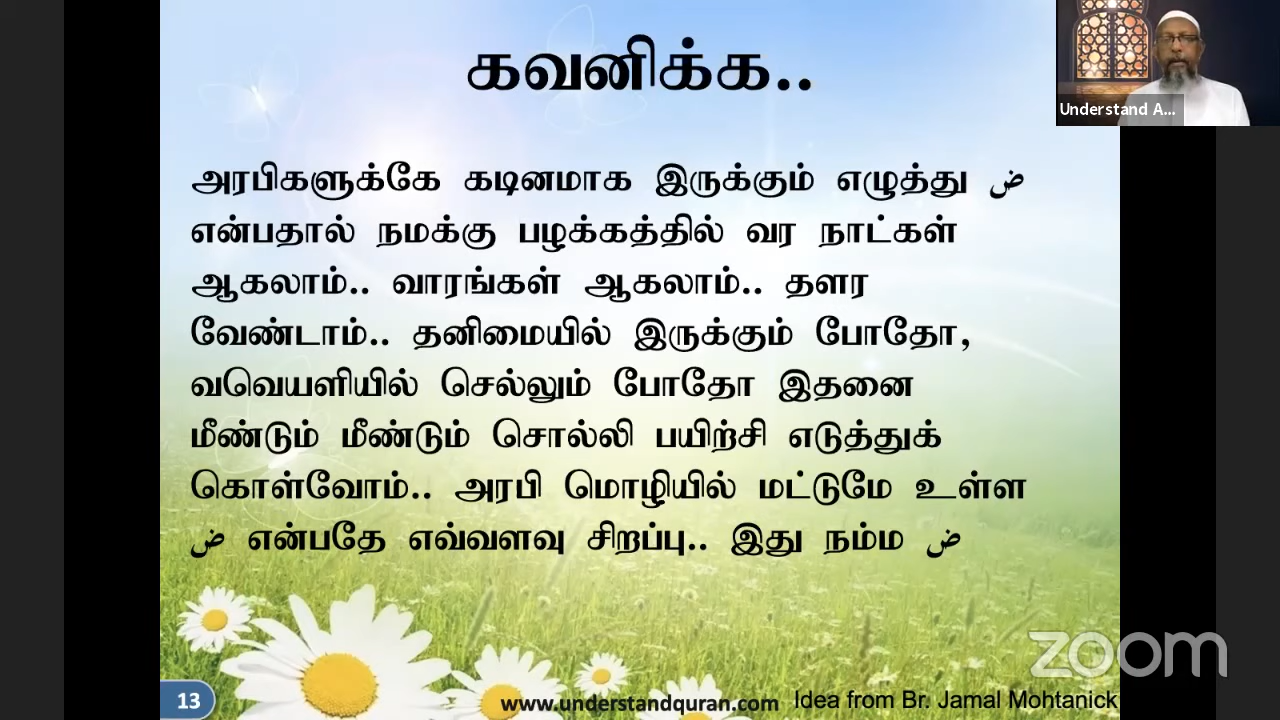 கவனிக்க..
Understand A...
அரபிகளுக்கே கடினமாக இருக்கும் எழுத்து ض
என்பதால் நமக்கு பழக்கத்தில் வர நாட்கள்
ஆகலாம்.. வாரங்கள் ஆகலாம்.. தளர
வேண்டாம்.. தனிமையில் இருக்கும் போதோ,
வவெயளியில் செல்லும் போதோ இதனை
மீண்டும் மீண்டும் சொல்லி பயிற்சி எடுத்துக்
கொள்வோம்.. அரபி மொழியில் மட்டுமே உள்ள
ض என்பதே எவ்வளவு சிறப்பு.. இது நம்ம ض
zoom
13
www.understandquran.com
Idea from Br. Jamal Mohtanick